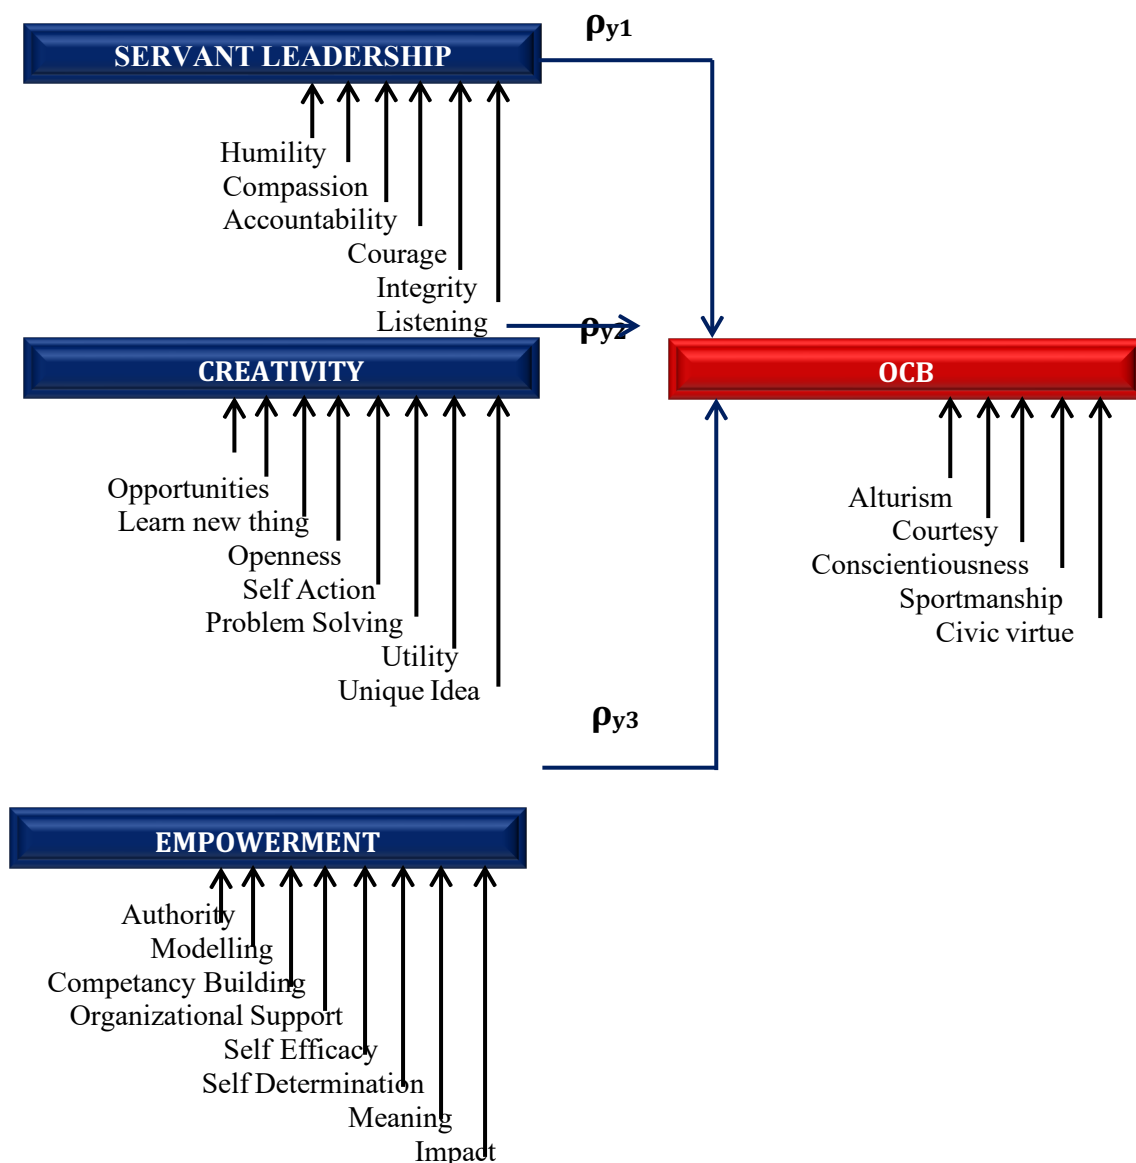 ρy1
SERVANT LEADERSHIP
Humility
Compassion
Accountability
Courage
Integrity
Listening
ρy2
CREATIVITY
OCB
Opportunities
Learn new thing
Openness
Self Action
Problem Solving
Utility
Unique Idea
Alturism
Courtesy
Conscientiousness
Sportmanship
Civic virtue
ρy3
EMPOWERMENT
Authority
Modelling
Competancy Building
Organizational Support
Self Efficacy
Self Determination
Meaning
Impact